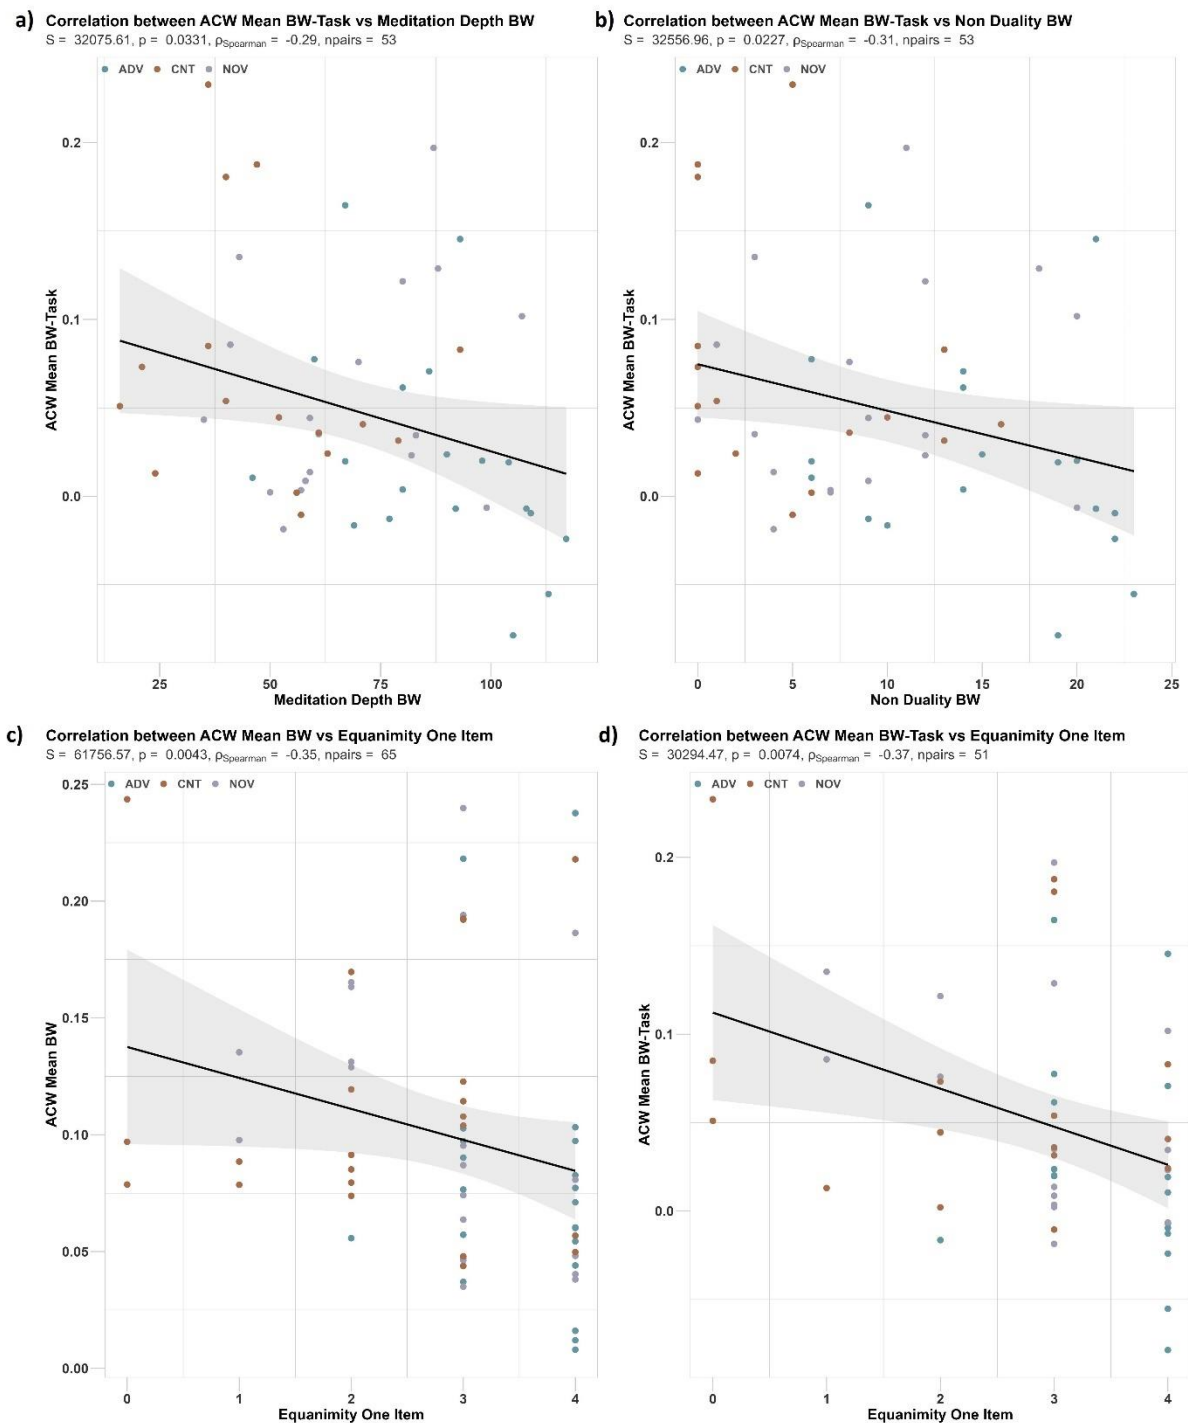 a) Correlation between ACW Mean BW-Task vs Meditation Depth BW
S = 32075.61, p = 0.0331, ρSpearman = -0.29, npairs = 53
ADV CNT NOV
0.2
0.1
0.0
ACW Mean BW-Task
25 50 75 100
Meditation Depth BW
b) Correlation between ACW Mean BW-Task vs Non Duality BW
S = 32556.96, p = 0.0227, ρSpearman = -0.31, npairs = 53
ADV CNT NOV
0.2
0.1
0.0
ACW Mean BW-Task
0 5 10 15 20 25
Non Duality BW
c) Correlation between ACW Mean BW vs Equanimity One Item
S = 61756.57, p = 0.0043, ρSpearman = -0.35, npairs = 65
ADV CNT NOV
0.25
0.20
0.15
0.10
0.05
0.00
ACW Mean BW
0 1 2 3 4
Equanimity One Item
d) Correlation between ACW Mean BW-Task vs Equanimity One Item
S = 30294.47, p = 0.0074, ρSpearman = -0.37, npairs = 51
ADV CNT NOV
0.2
0.1
0.0
ACW Mean BW-Task
0 1 2 3 4
Equanimity One Item